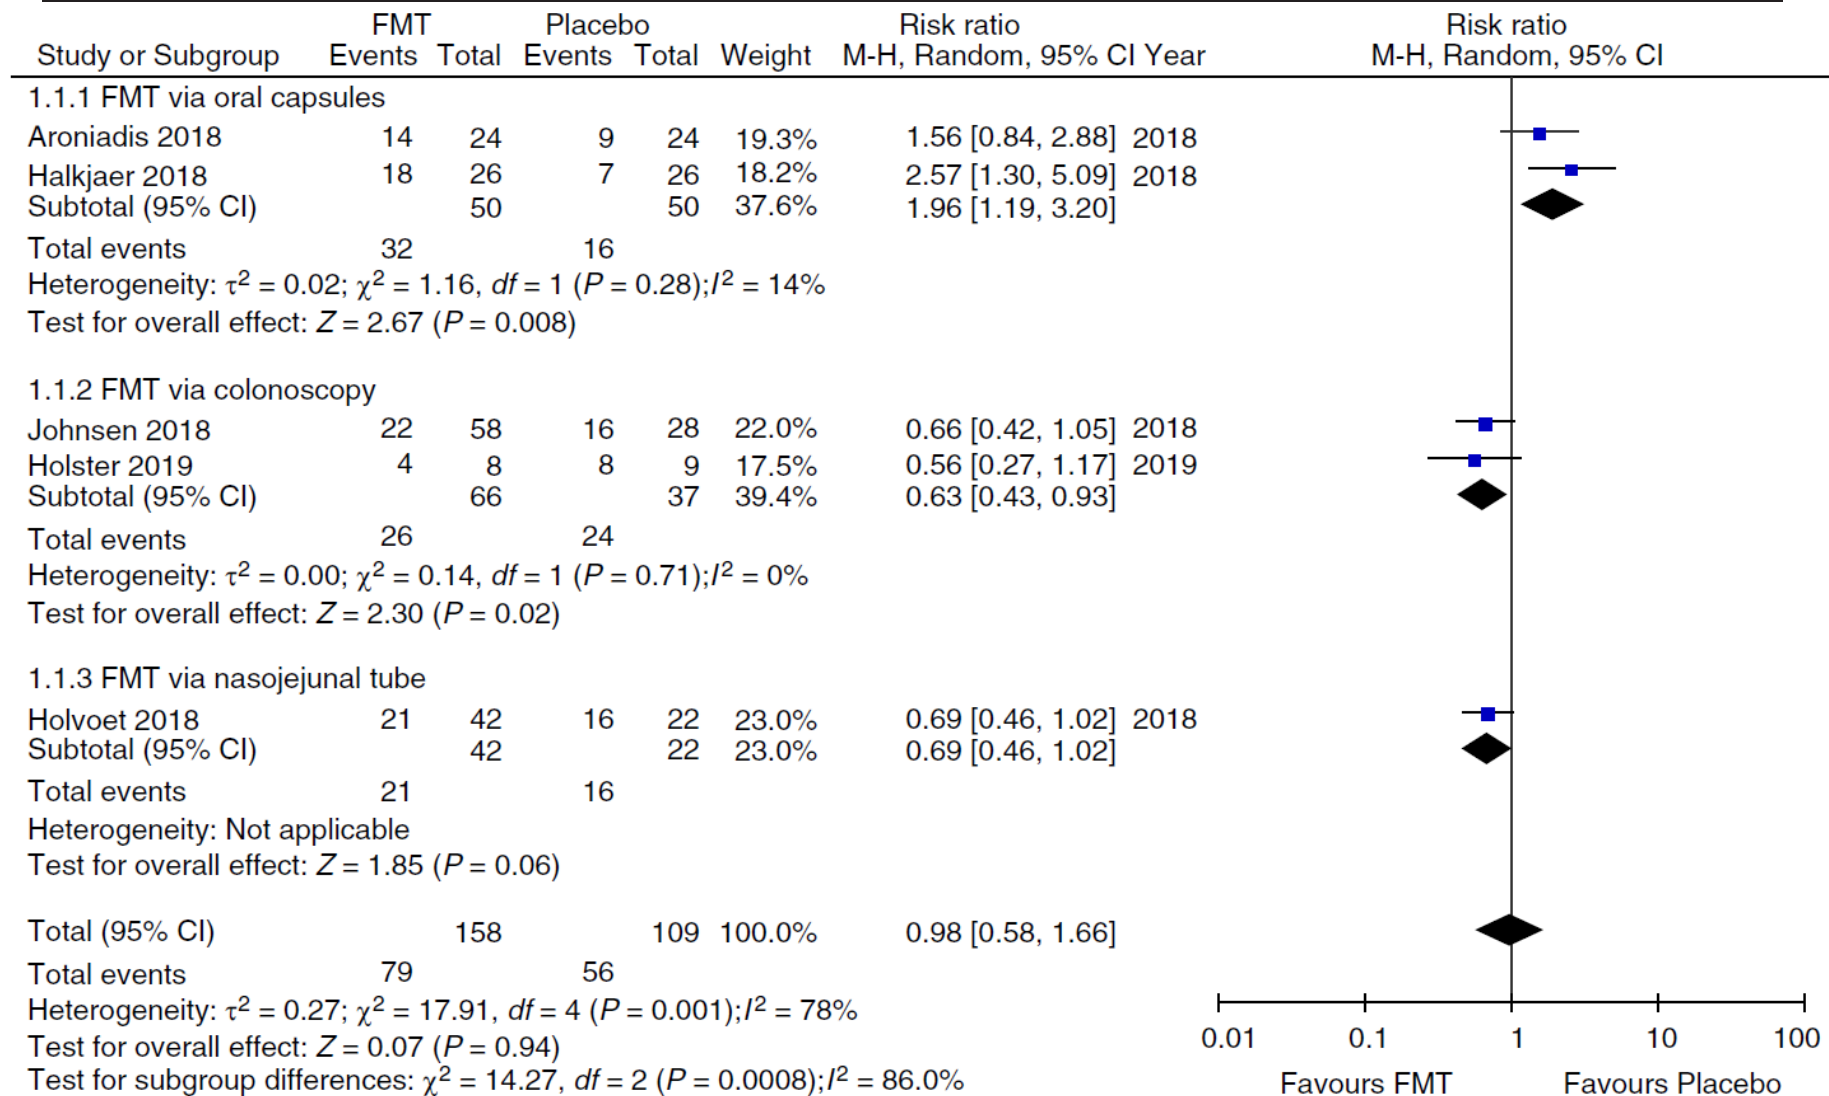 FMT Placebo Risk ratio Risk ratio
Study or Subgroup Events Total Events Total Weight M-H, Random, 95% CI Year M-H, Random, 95% CI
1.1.1 FMT via oral capsules
Aroniadis 2018 14 24 9 24 19.3% 1.56 [0.84, 2.88] 2018
Halkjaer 2018 18 26 7 26 18.2% 2.57 [1.30, 5.09] 2018
Subtotal (95% CI) 50 50 37.6% 1.96 [1.19, 3.20]
Total events 32 16
Heterogeneity: τ² = 0.02; χ² = 1.16, df = 1 (P = 0.28);I² = 14%
Test for overall effect: Z = 2.67 (P = 0.008)
1.1.2 FMT via colonoscopy
Johnsen 2018 22 58 16 28 22.0% 0.66 [0.42, 1.05] 2018
Holster 2019 4 8 8 9 17.5% 0.56 [0.27, 1.17] 2019
Subtotal (95% CI) 66 37 39.4% 0.63 [0.43, 0.93]
Total events 26 24
Heterogeneity: τ² = 0.00; χ² = 0.14, df = 1 (P = 0.71);I² = 0%
Test for overall effect: Z = 2.30 (P = 0.02)
1.1.3 FMT via nasojejunal tube
Holvoet 2018 21 42 16 22 23.0% 0.69 [0.46, 1.02] 2018
Subtotal (95% CI) 42 22 23.0% 0.69 [0.46, 1.02]
Total events 21 16
Heterogeneity: Not applicable
Test for overall effect: Z = 1.85 (P = 0.06)
Total (95% CI) 158 109 100.0% 0.98 [0.58, 1.66]
Total events 79 56
Heterogeneity: τ² = 0.27; χ² = 17.91, df = 4 (P = 0.001);I² = 78%
Test for overall effect: Z = 0.07 (P = 0.94)
Test for subgroup differences: χ² = 14.27, df = 2 (P = 0.0008);I² = 86.0%
0.01 0.1 1 10 100
Favours FMT Favours Placebo